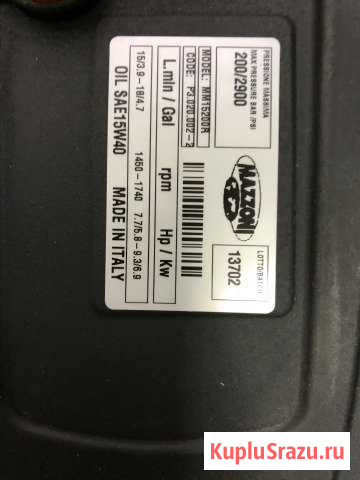 PRESSIONE MASSIMA
MAX PRESSURE BAR (PSI)
200/2900
MAZZONI
LOTTO/BATCH
13702
MODEL: MM15200R
CODE: P3.020.002-2
L.min / Gal rpm Hp / Kw
15/3.9-18/4.7 1450-1740 7.7/5.8-9.3/6.9
OIL SAE15W40 MADE IN ITALY
KupluSrazu.ru